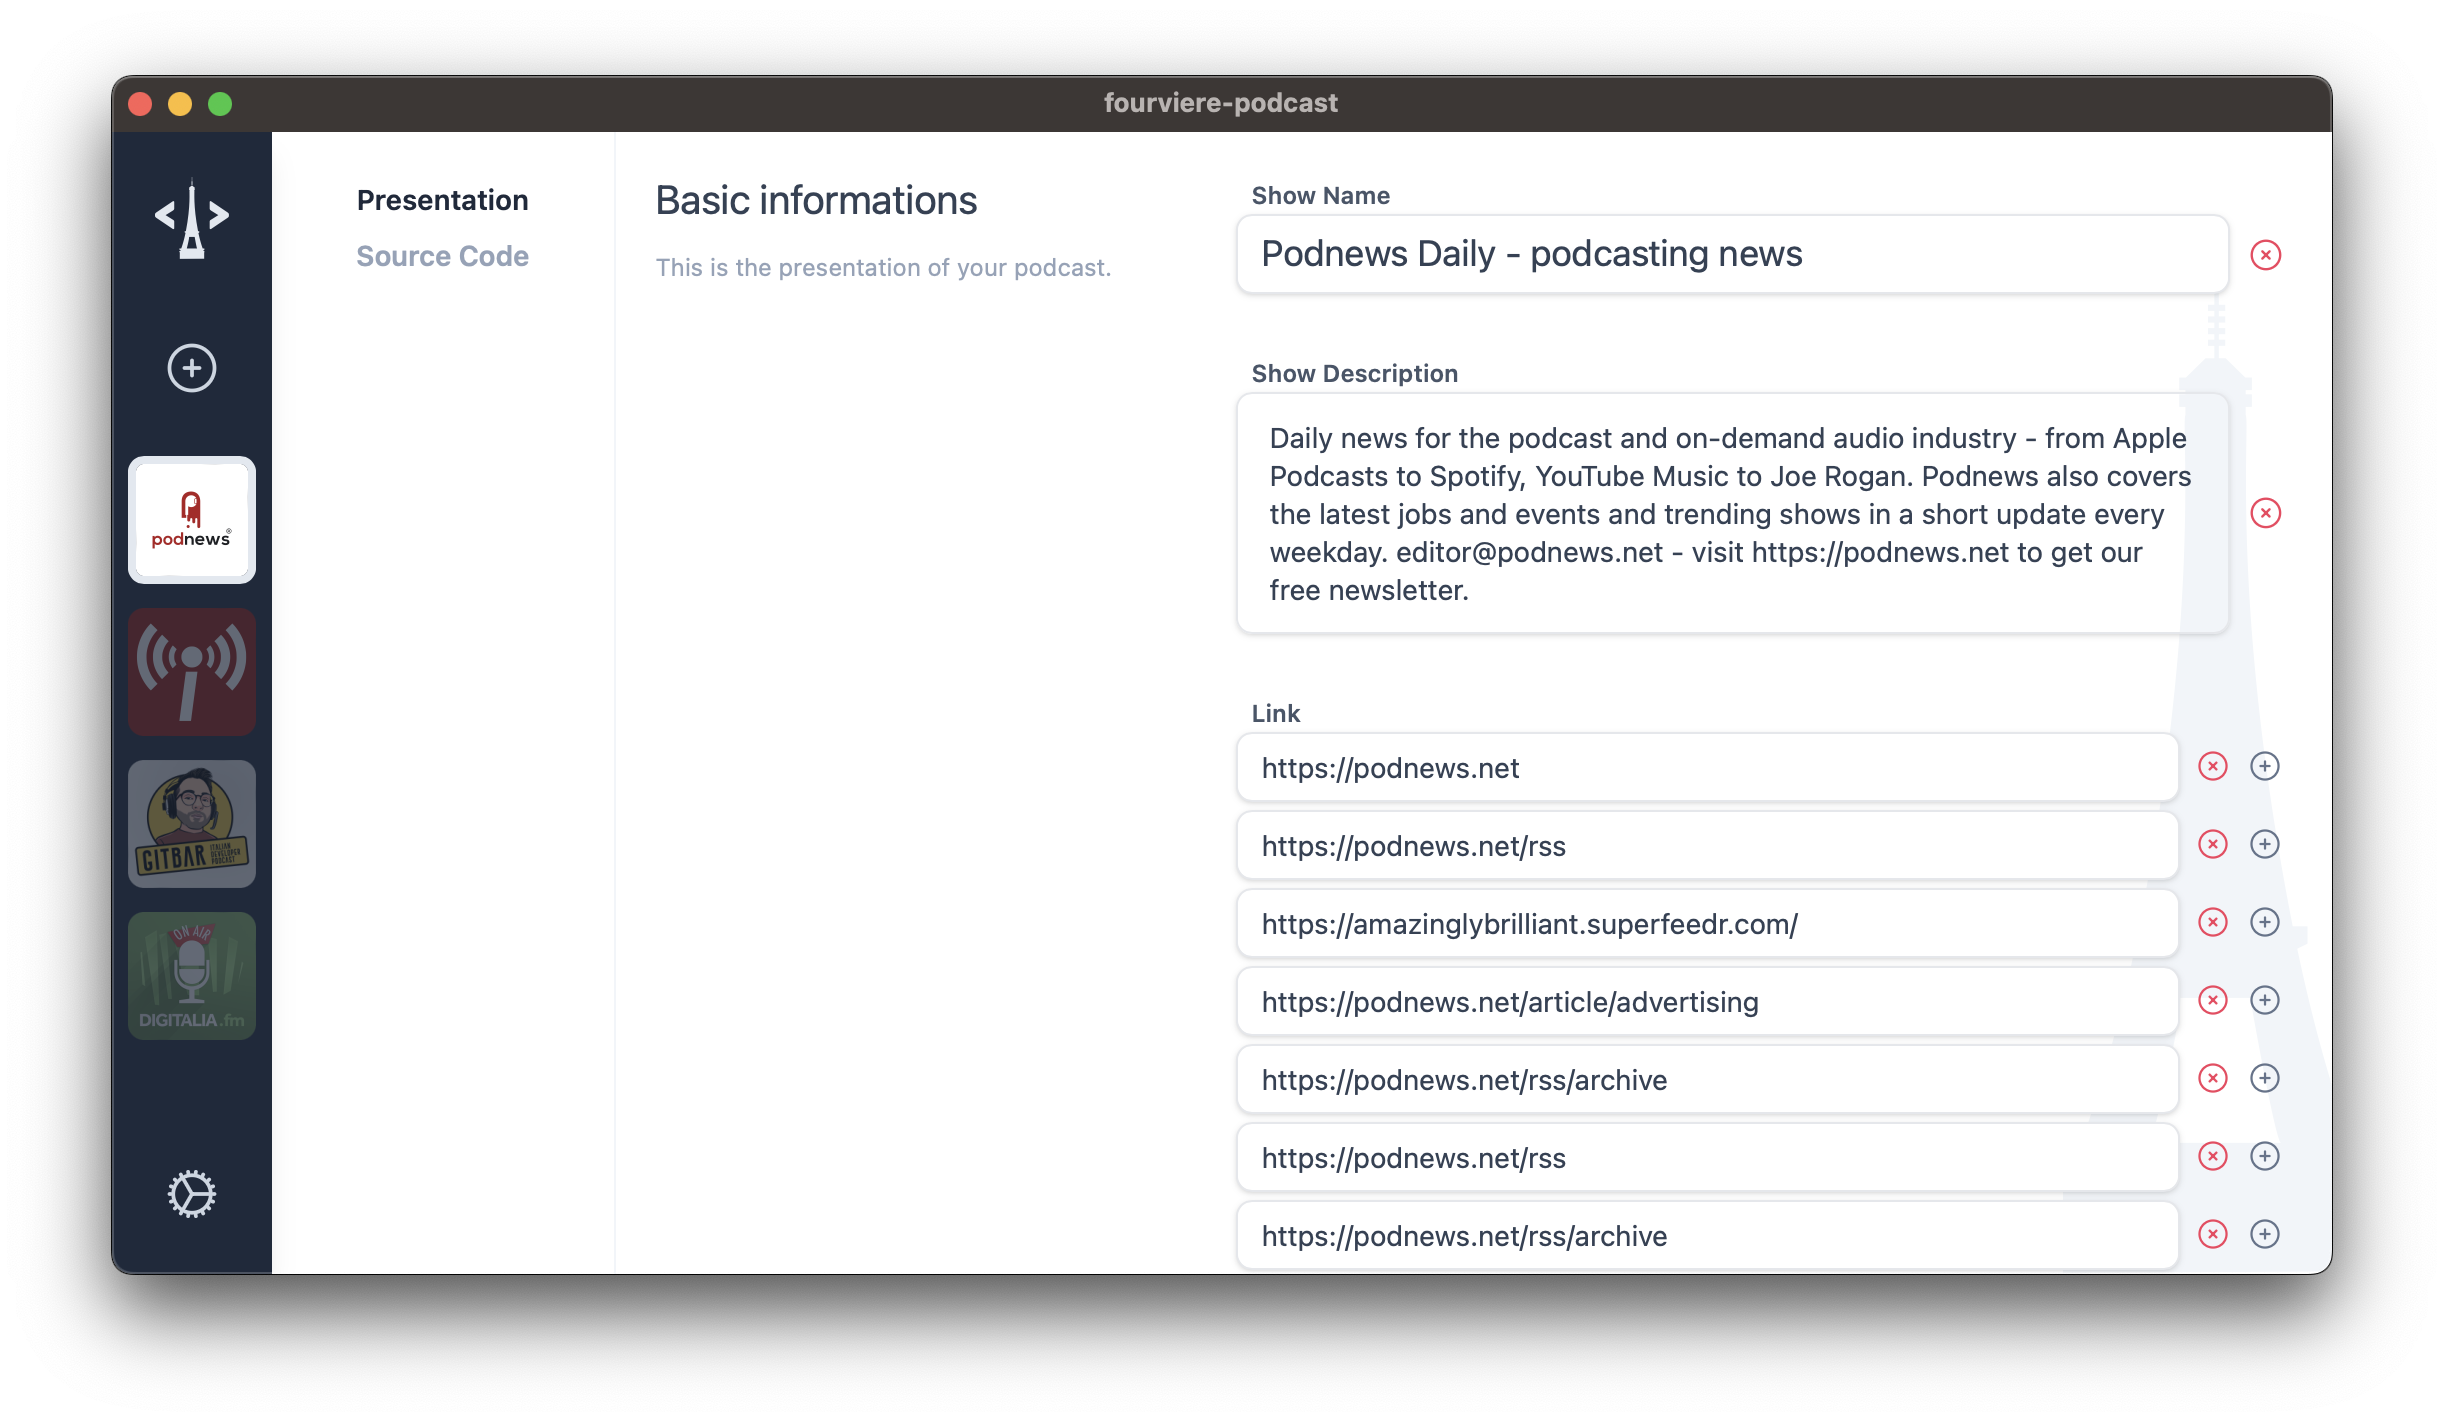 fourviere-podcast
Presentation
Source Code
podnews®
GITBAR
ITALIAN
DEVELOPER
PODCAST
ON AIR
DIGITALIA.fm
Basic informations
This is the presentation of your podcast.
Show Name
Podnews Daily - podcasting news
Show Description
Daily news for the podcast and on-demand audio industry - from Apple
Podcasts to Spotify, YouTube Music to Joe Rogan. Podnews also covers
the latest jobs and events and trending shows in a short update every
weekday. editor@podnews.net - visit https://podnews.net to get our
free newsletter.
Link
https://podnews.net
https://podnews.net/rss
https://amazinglybrilliant.superfeedr.com/
https://podnews.net/article/advertising
https://podnews.net/rss/archive
https://podnews.net/rss
https://podnews.net/rss/archive